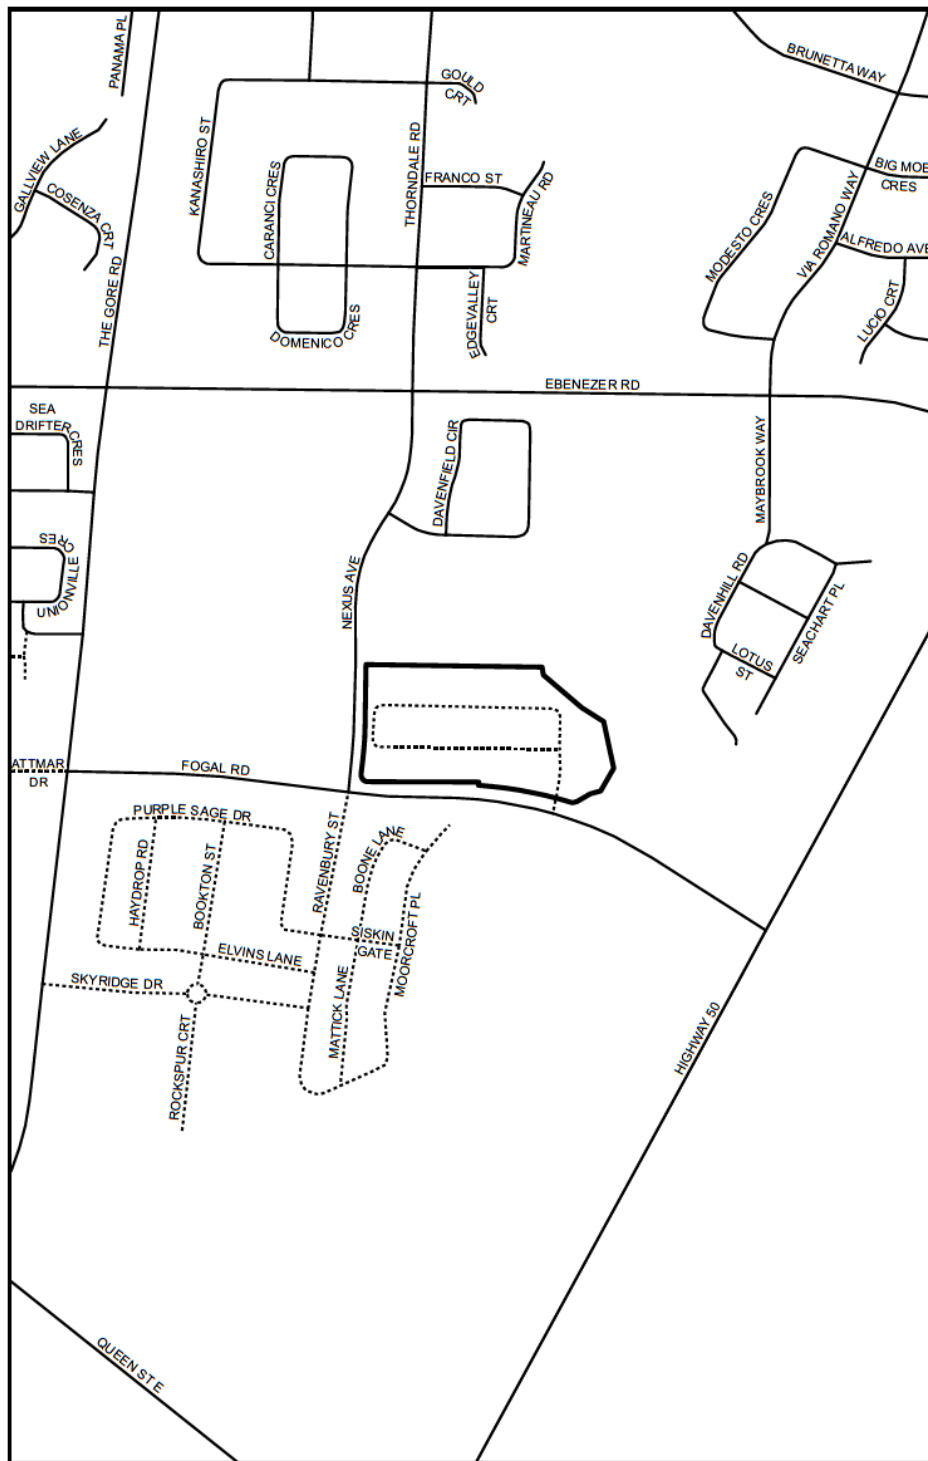 PANAMA PL
BRUNETTA WAY
GOULD
CRT
KANASHIRO ST
THORNDALE RD
GALLVIEW LANE
COSENZA CRT
CARANCI CRES
FRANCO ST
MARTINEAU RD
BIG MOE
CRES
MODESTO CRES
VIA ROMANO WAY
ALFREDO AVE
THE GORE RD
EDGEVALLEY
CRT
LUCIO CRT
DOMENICO CRES
EBENEZER RD
SEA
DRIFTER CRES
DAVENFIELD CIR
MAYBROOK WAY
UNIONVILLE
CRES
NEXUS AVE
DAVENHILL RD
SEACHART PL
LOTUS
ST
ATTMAR
DR
FOGAL RD
PURPLE SAGE DR
HAYDROP RD
BOOKTON ST
RAVENBURY ST
BOONE LANE
SISKIN
GATE
MOORCROFT PL
ELVINS LANE
SKYRIDGE DR
MATTICK LANE
ROCKSPUR CRT
HIGHWAY 50
QUEEN ST E